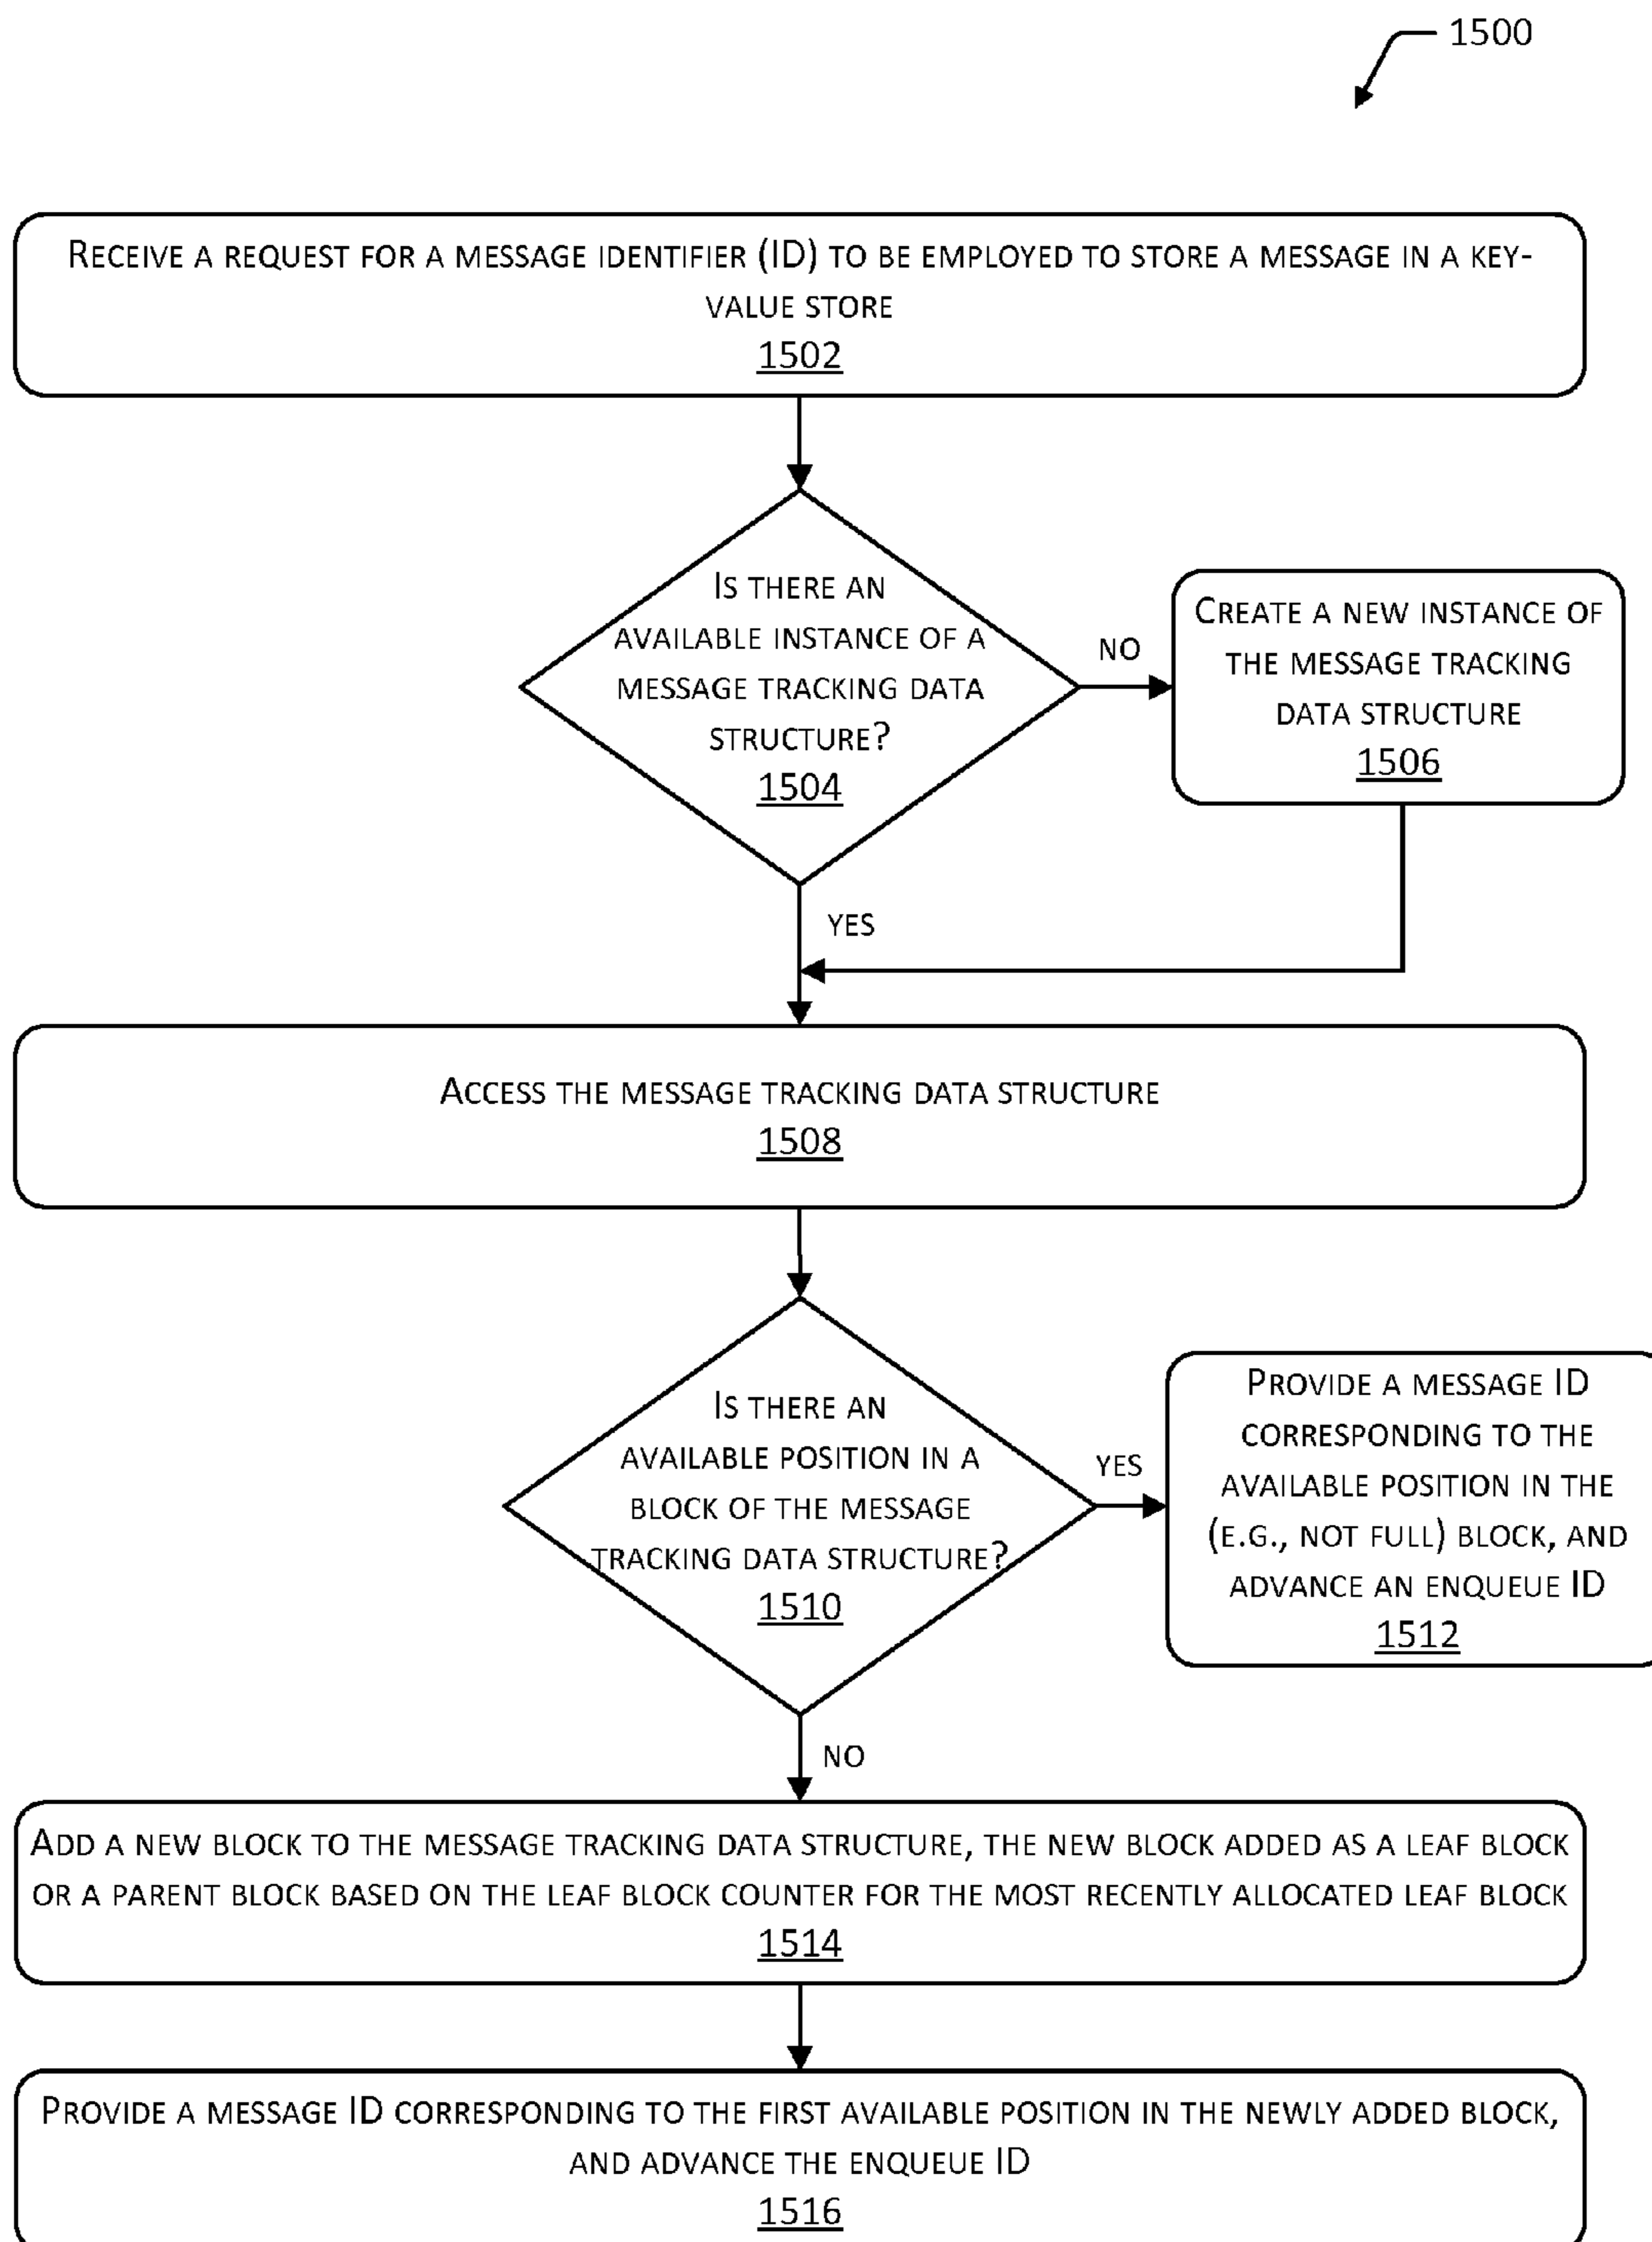 1500
RECEIVE A REQUEST FOR A MESSAGE IDENTIFIER (ID) TO BE EMPLOYED TO STORE A MESSAGE IN A KEY-
VALUE STORE
1502
IS THERE AN
AVAILABLE INSTANCE OF A
MESSAGE TRACKING DATA
STRUCTURE?
1504
NO
CREATE A NEW INSTANCE OF
THE MESSAGE TRACKING
DATA STRUCTURE
1506
YES
ACCESS THE MESSAGE TRACKING DATA STRUCTURE
1508
IS THERE AN
AVAILABLE POSITION IN A
BLOCK OF THE MESSAGE
TRACKING DATA STRUCTURE?
1510
YES
PROVIDE A MESSAGE ID
CORRESPONDING TO THE
AVAILABLE POSITION IN THE
(E.G., NOT FULL) BLOCK, AND
ADVANCE AN ENQUEUE ID
1512
NO
ADD A NEW BLOCK TO THE MESSAGE TRACKING DATA STRUCTURE, THE NEW BLOCK ADDED AS A LEAF BLOCK
OR A PARENT BLOCK BASED ON THE LEAF BLOCK COUNTER FOR THE MOST RECENTLY ALLOCATED LEAF BLOCK
1514
PROVIDE A MESSAGE ID CORRESPONDING TO THE FIRST AVAILABLE POSITION IN THE NEWLY ADDED BLOCK,
AND ADVANCE THE ENQUEUE ID
1516